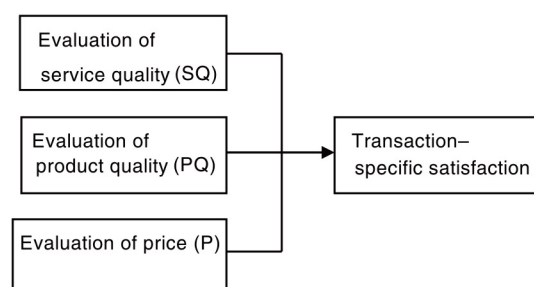 Evaluation of
service quality (SQ)
Evaluation of
product quality (PQ)
Evaluation of price (P)
Transaction–
specific satisfaction